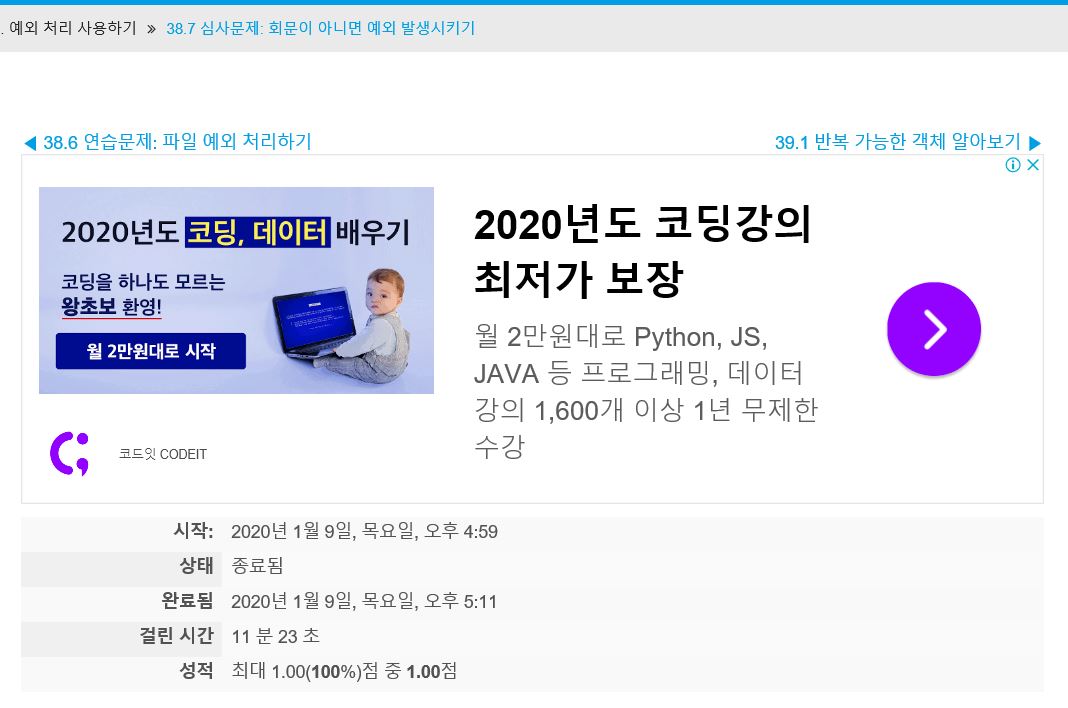 . 예외 처리 사용하기 » 38.7 심사문제: 회문이 아니면 예외 발생시키기
◀ 38.6 연습문제: 파일 예외 처리하기
39.1 반복 가능한 객체 알아보기 ▶
2020년도 코딩, 데이터 배우기
코딩을 하나도 모르는
왕초보 환영!
월 2만원대로 시작
코드잇 CODEIT
2020년도 코딩강의
최저가 보장
월 2만원대로 Python, JS,
JAVA 등 프로그래밍, 데이터
강의 1,600개 이상 1년 무제한
수강
시작: 2020년 1월 9일, 목요일, 오후 4:59
상태 종료됨
완료됨 2020년 1월 9일, 목요일, 오후 5:11
걸린 시간 11 분 23 초
성적 최대 1.00(100%)점 중 1.00점